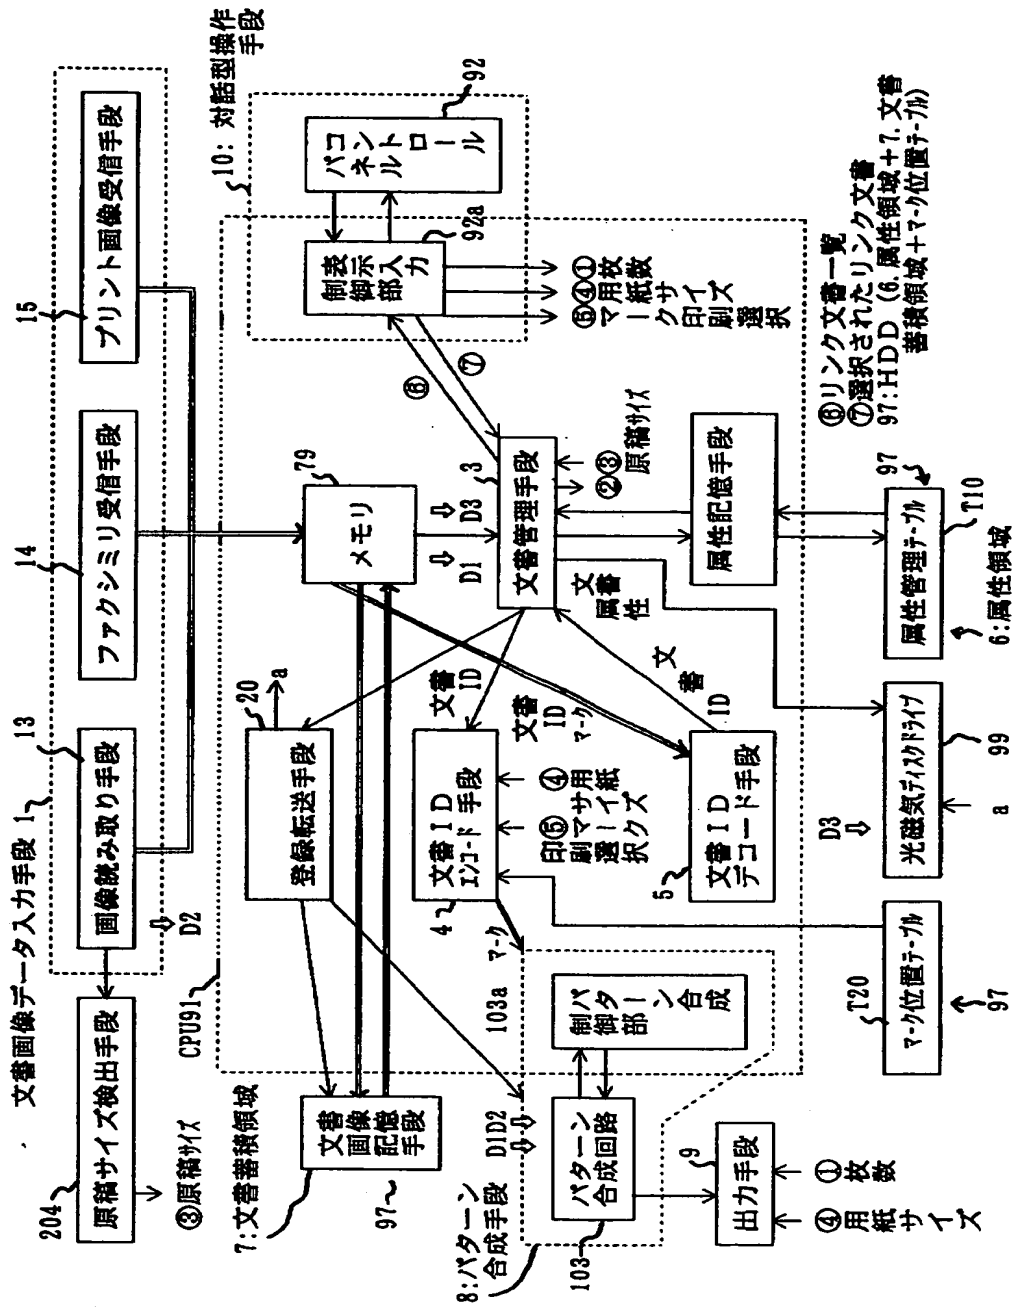 文書画像データ入力手段 1
204
原稿サイズ検出手段
③原稿サイズ
13
画像読み取り手段
D2
14
ファクシミリ受信手段
15
プリント画像受信手段
10: 対話型操作
手段
CPU91
7:文書蓄積領域
文書
画像
記憶
手段
97
20
登録転送手段
a
79
メモリ
D1
D3
表示入力
制御部
92a
コントロール
パネル
92
⑥
⑦
①枚数
④用紙サイズ
⑤マーク印刷選択
文書ID
4
文書ID
エンコード手段
マーク
④用紙
サイズ
⑤マーク
印刷選択
文書
ID
マーク
3
文書管理手段
②③
原稿サイズ
文書
属性
文書ID
5
文書ID
デコード手段
属性記憶手段
8:パターン
合成手段
D1D2
103a
パターン合成
制御部
パターン
合成回路
103
9
出力手段
①
枚数
④
用紙
サイズ
T20
マーク位置テーブル
97
D3
光磁気ディスクドライブ
99
a
属性管理テーブル
97
T10
6:属性領域
⑥リンク文書一覧
⑦選択されたリンク文書
97:HDD(6.属性領域+7.文書
蓄積領域+マーク位置テーブル)